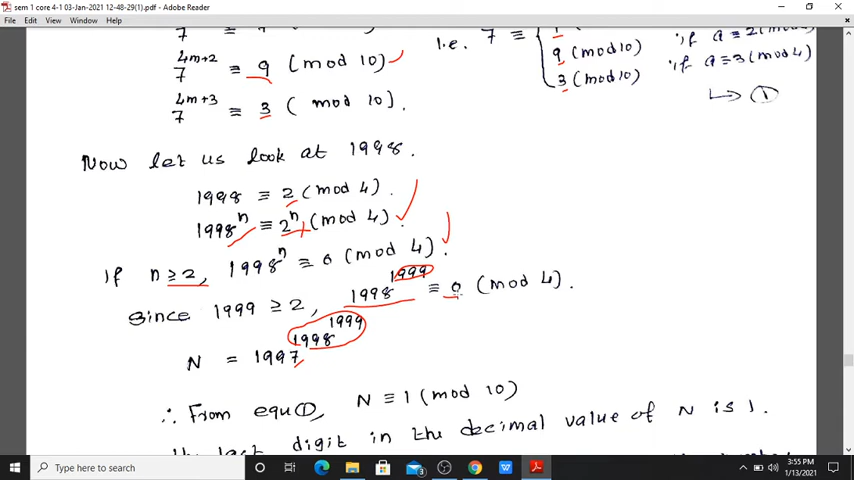 sem 1 core 4-1 03-Jan-2021 12-48-29(1).pdf - Adobe Reader
File Edit View Window Help
7^{4m+2} ≡ 9 (mod 10)
7^{4m+3} ≡ 3 ( mod 10).
i.e. 7 ≡
9 (mod 10)
3 (mod 10)
; if a ≡ 2 (mod 4)
; if a ≡ 3 (mod 4)
↳ ①
Now let us look at 1998.
1998 ≡ 2 (mod 4).
1998^n ≡ 2^n (mod 4).
If n ≥ 2, 1998^n ≡ 0 (mod 4).
Since 1999 ≥ 2, 1998^{1999} ≡ 0 (mod 4).
N = 1997^{1998^{1999}}
∴ From equ①, N ≡ 1 (mod 10)
the last digit in the decimal value of N is 1.
Type here to search
3:55 PM
1/13/2021